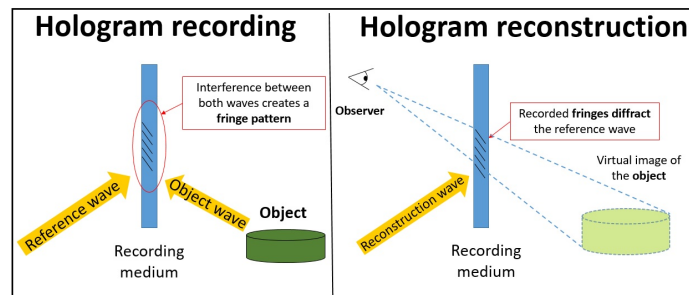 Hologram recording
Interference between
both waves creates a
fringe pattern
Reference wave
Object wave
Object
Recording
medium
Hologram reconstruction
Observer
Recorded fringes diffract
the reference wave
Virtual image of
the object
Reconstruction wave
Recording
medium